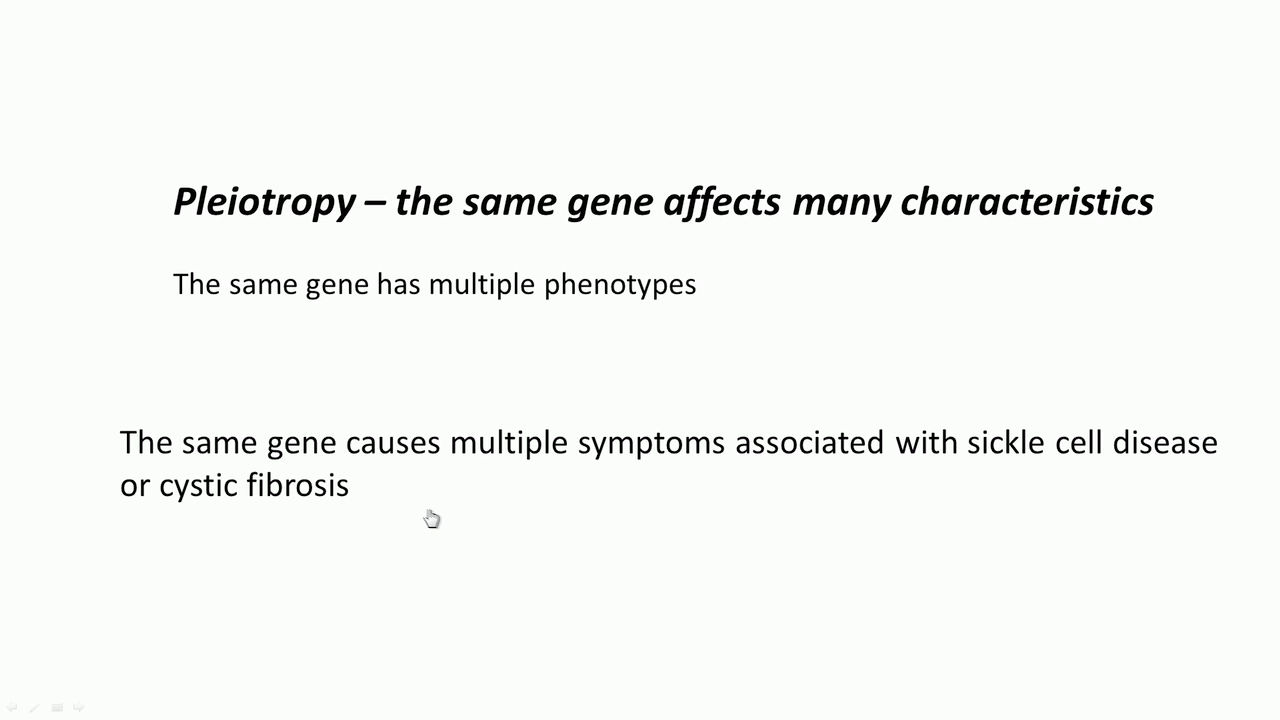 Pleiotropy – the same gene affects many characteristics
The same gene has multiple phenotypes
The same gene causes multiple symptoms associated with sickle cell disease
or cystic fibrosis